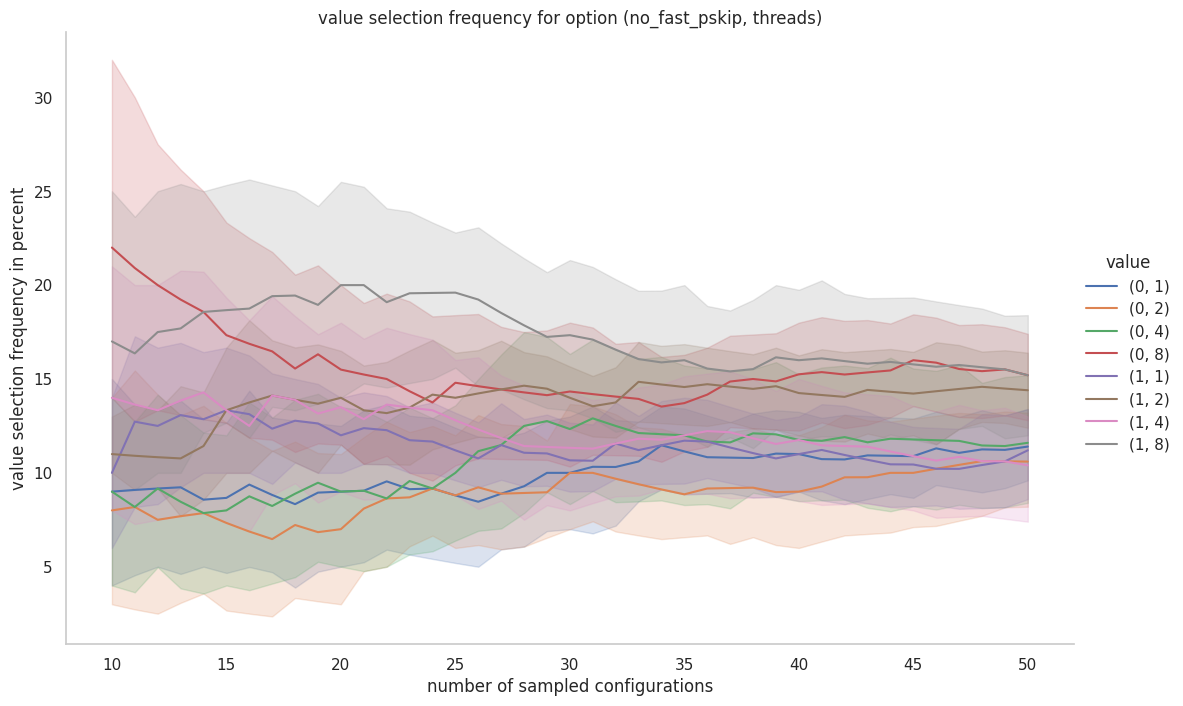 value selection frequency for option (no_fast_pskip, threads)
value selection frequency in percent
30
25
20
15
10
5
10 15 20 25 30 35 40 45 50
number of sampled configurations
value
(0, 1)
(0, 2)
(0, 4)
(0, 8)
(1, 1)
(1, 2)
(1, 4)
(1, 8)